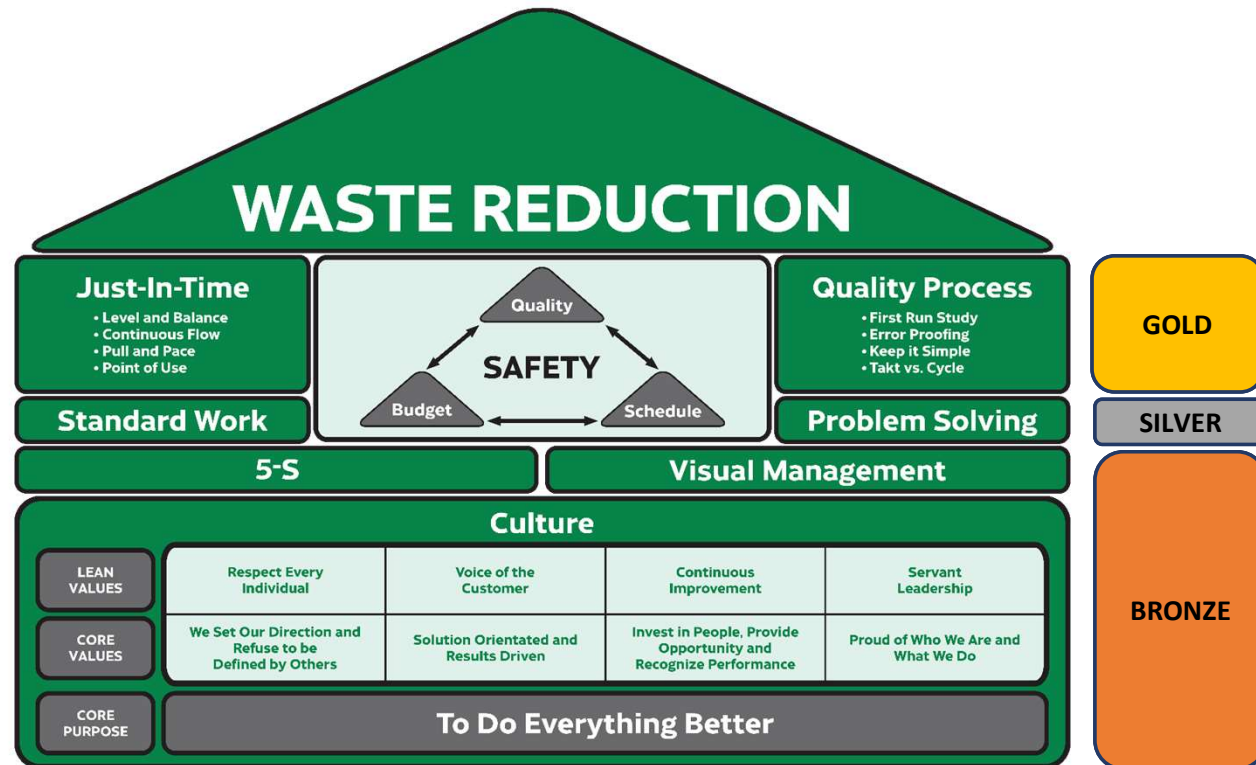 WASTE REDUCTION
Just-In-Time
• Level and Balance
• Continuous Flow
• Pull and Pace
• Point of Use
Quality
SAFETY
Budget
Schedule
Quality Process
• First Run Study
• Error Proofing
• Keep it Simple
• Takt vs. Cycle
GOLD
Standard Work
Problem Solving
SILVER
5-S
Visual Management
Culture
LEAN
VALUES
Respect Every
Individual
Voice of the
Customer
Continuous
Improvement
Servant
Leadership
CORE
VALUES
We Set Our Direction and
Refuse to be
Defined by Others
Solution Orientated and
Results Driven
Invest in People, Provide
Opportunity and
Recognize Performance
Proud of Who We Are and
What We Do
BRONZE
CORE
PURPOSE
To Do Everything Better